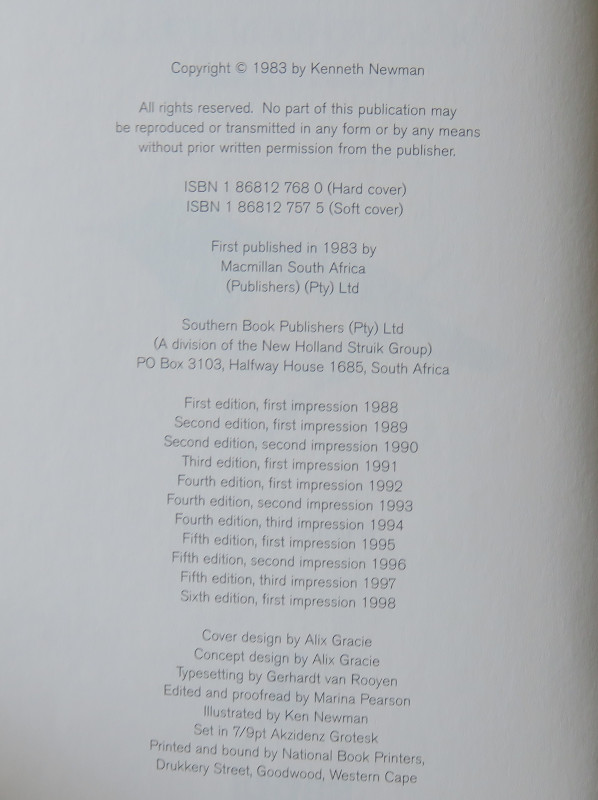 Copyright © 1983 by Kenneth Newman
All rights reserved. No part of this publication may
be reproduced or transmitted in any form or by any means
without prior written permission from the publisher.
ISBN 1 86812 768 0 (Hard cover)
ISBN 1 86812 757 5 (Soft cover)
First published in 1983 by
Macmillan South Africa
(Publishers) (Pty) Ltd
Southern Book Publishers (Pty) Ltd
(A division of the New Holland Struik Group)
PO Box 3103, Halfway House 1685, South Africa
First edition, first impression 1988
Second edition, first impression 1989
Second edition, second impression 1990
Third edition, first impression 1991
Fourth edition, first impression 1992
Fourth edition, second impression 1993
Fourth edition, third impression 1994
Fifth edition, first impression 1995
Fifth edition, second impression 1996
Fifth edition, third impression 1997
Sixth edition, first impression 1998
Cover design by Alix Gracie
Concept design by Alix Gracie
Typesetting by Gerhardt van Rooyen
Edited and proofread by Marina Pearson
Illustrated by Ken Newman
Set in 7/9pt Akzidenz Grotesk
Printed and bound by National Book Printers,
Drukkery Street, Goodwood, Western Cape